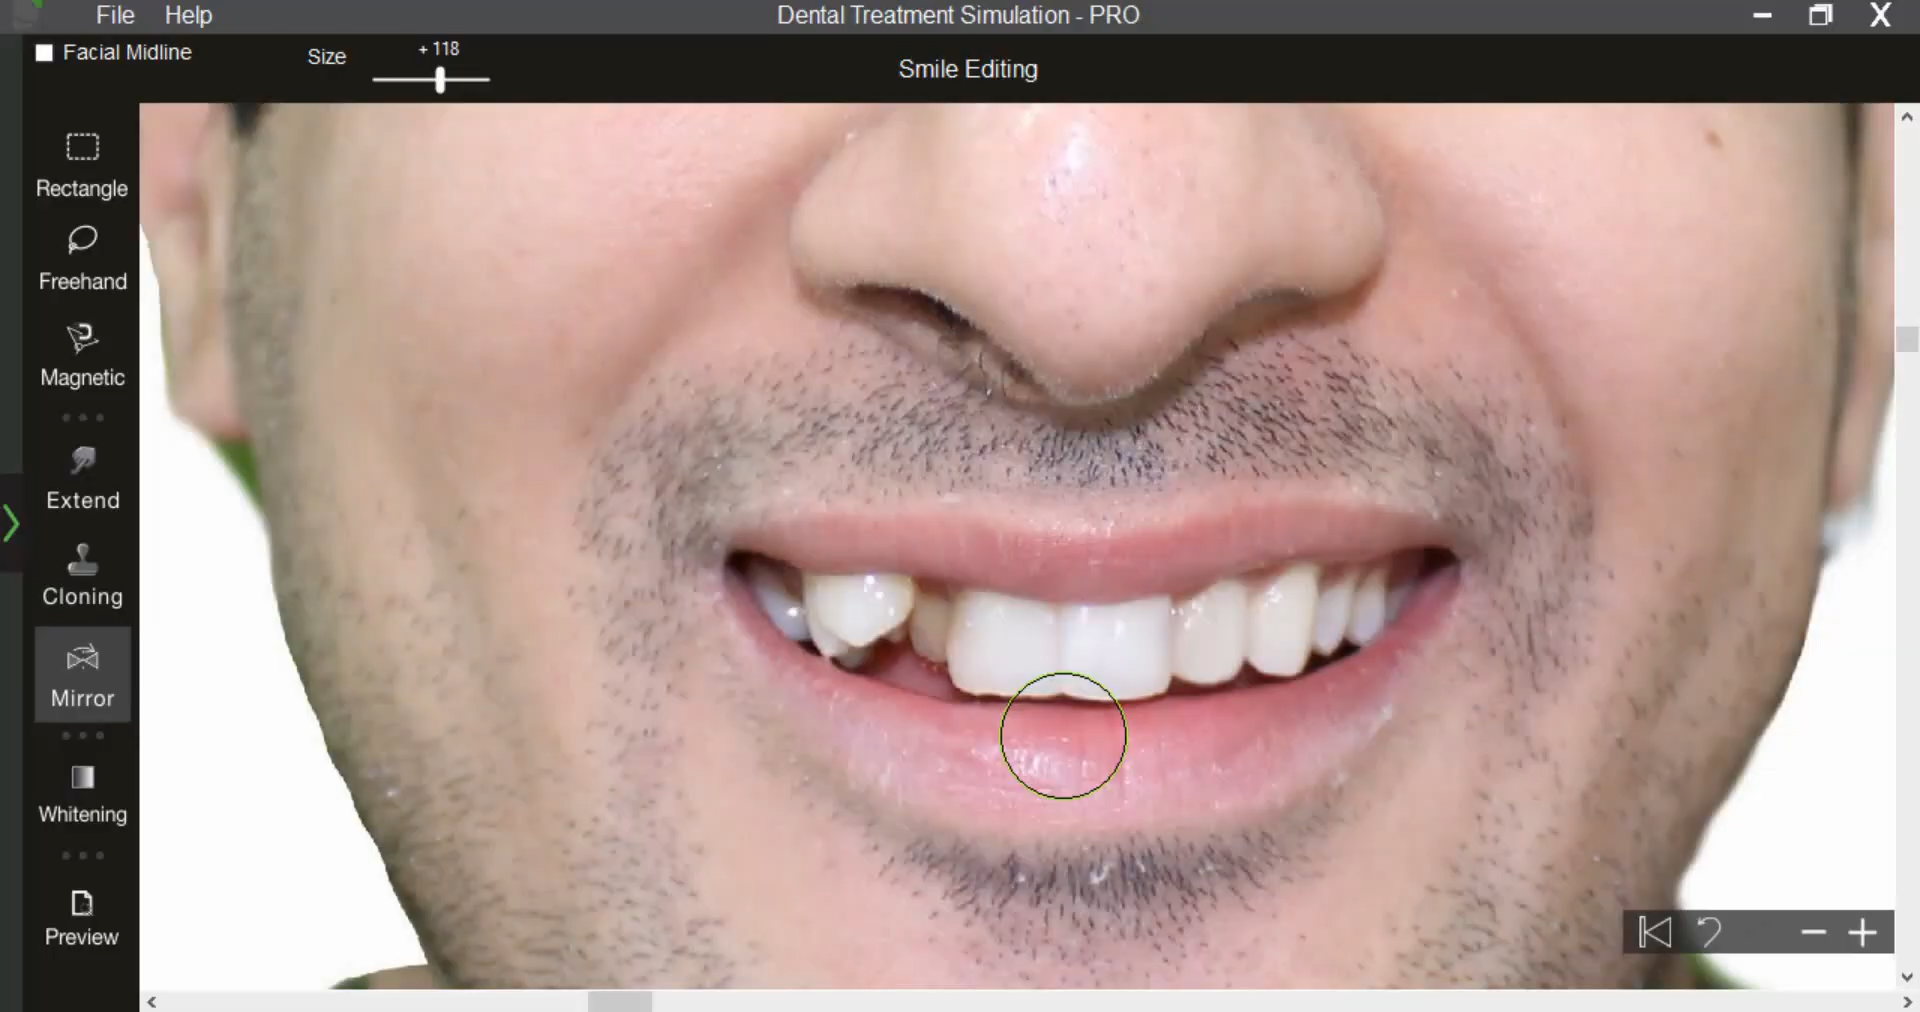 File Help
Dental Treatment Simulation - PRO
Facial Midline
Size
+ 118
Smile Editing
Rectangle
Freehand
Magnetic
Extend
Cloning
Mirror
Whitening
Preview